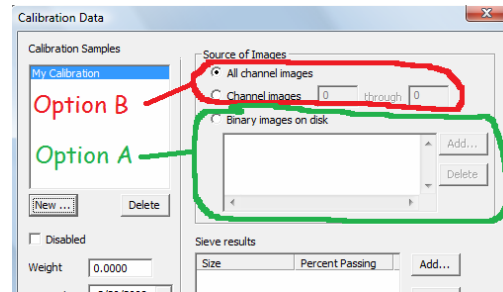 Calibration Data
Calibration Samples
My Calibration
Option B
Option A
New ...
Delete
Disabled
Weight
0.0000
Source of Images
All channel images
Channel images
0
through
0
Binary images on disk
Add...
Delete
Sieve results
Size
Percent Passing
Add...